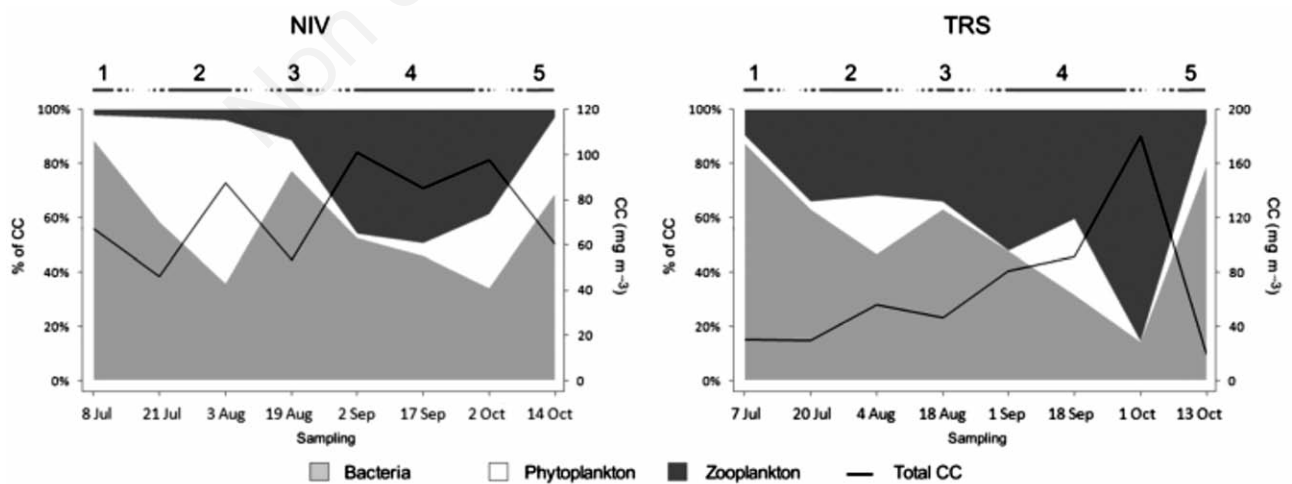 Non
NIV
TRS
1 2 3 4 5
1 2 3 4 5
100%
80%
60%
40%
20%
0%
% of CC
120
100
80
60
40
20
0
CC (mg m⁻³)
8 Jul 21 Jul 3 Aug 19 Aug 2 Sep 17 Sep 2 Oct 14 Oct
Sampling
100%
80%
60%
40%
20%
0%
% of CC
200
160
120
80
40
0
CC (mg m⁻³)
7 Jul 20 Jul 4 Aug 18 Aug 1 Sep 18 Sep 1 Oct 13 Oct
Sampling
Bacteria Phytoplankton Zooplankton Total CC